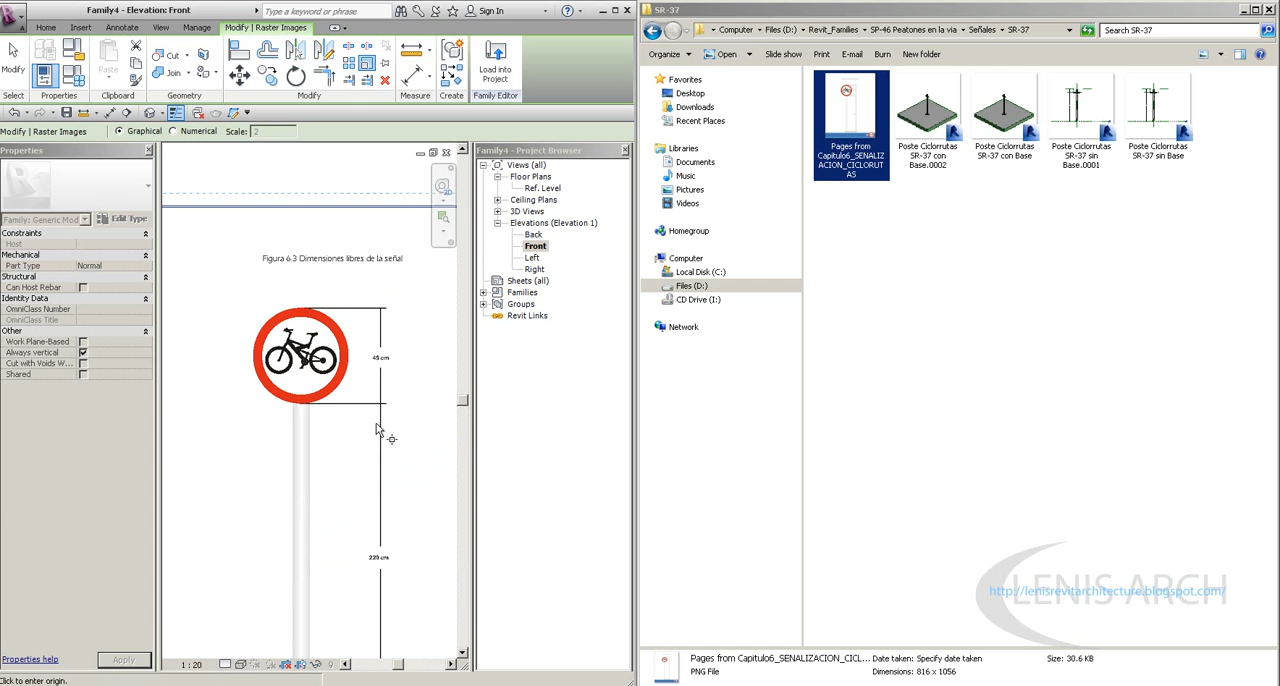 Family4 - Elevation: Front
Type a keyword or phrase
Sign In
Home
Insert
Annotate
View
Manage
Modify | Raster Images
Modify
Paste
Cut
Join
Load into
Project
Select
Properties
Clipboard
Geometry
Modify
Measure
Create
Family Editor
Modify | Raster Images
Graphical
Numerical
Scale:
2
Properties
Family: Generic Mod
Edit Type
Constraints
Host
Mechanical
Part Type
Normal
Structural
Can Host Rebar
Identity Data
OmniClass Number
OmniClass Title
Other
Work Plane-Based
Always vertical
Cut with Voids W...
Shared
Properties help
Apply
Click to enter origin.
Figura 6.3 Dimensiones libres de la señal
45 cm
220 cm
2D
1 : 20
Family4 - Project Browser
Views (all)
Floor Plans
Ref. Level
Ceiling Plans
3D Views
Elevations (Elevation 1)
Back
Front
Left
Right
Sheets (all)
Families
Groups
Revit Links
SR-37
Computer
Files (D:)
Revit_Families
SP-46 Peatones en la via
Señales
SR-37
Search SR-37
Organize
Open
Slide show
Print
E-mail
Burn
New folder
Favorites
Desktop
Downloads
Recent Places
Libraries
Documents
Music
Pictures
Videos
Homegroup
Computer
Local Disk (C:)
Files (D:)
CD Drive (I:)
Network
Pages from
Capitulo6_SENALIZ
ACION_CICLORUT
AS
Poste Ciclorrutas
SR-37 con
Base.0002
Poste Ciclorrutas
SR-37 con Base
Poste Ciclorrutas
SR-37 sin
Base.0001
Poste Ciclorrutas
SR-37 sin Base
LENIS ARCH
http://lenisrevitarchitecture.blogspot.com/
Pages from Capitulo6_SENALIZACION_CICL...
Date taken: Specify date taken
Size: 30.6 KB
PNG File
Dimensions: 816 x 1056